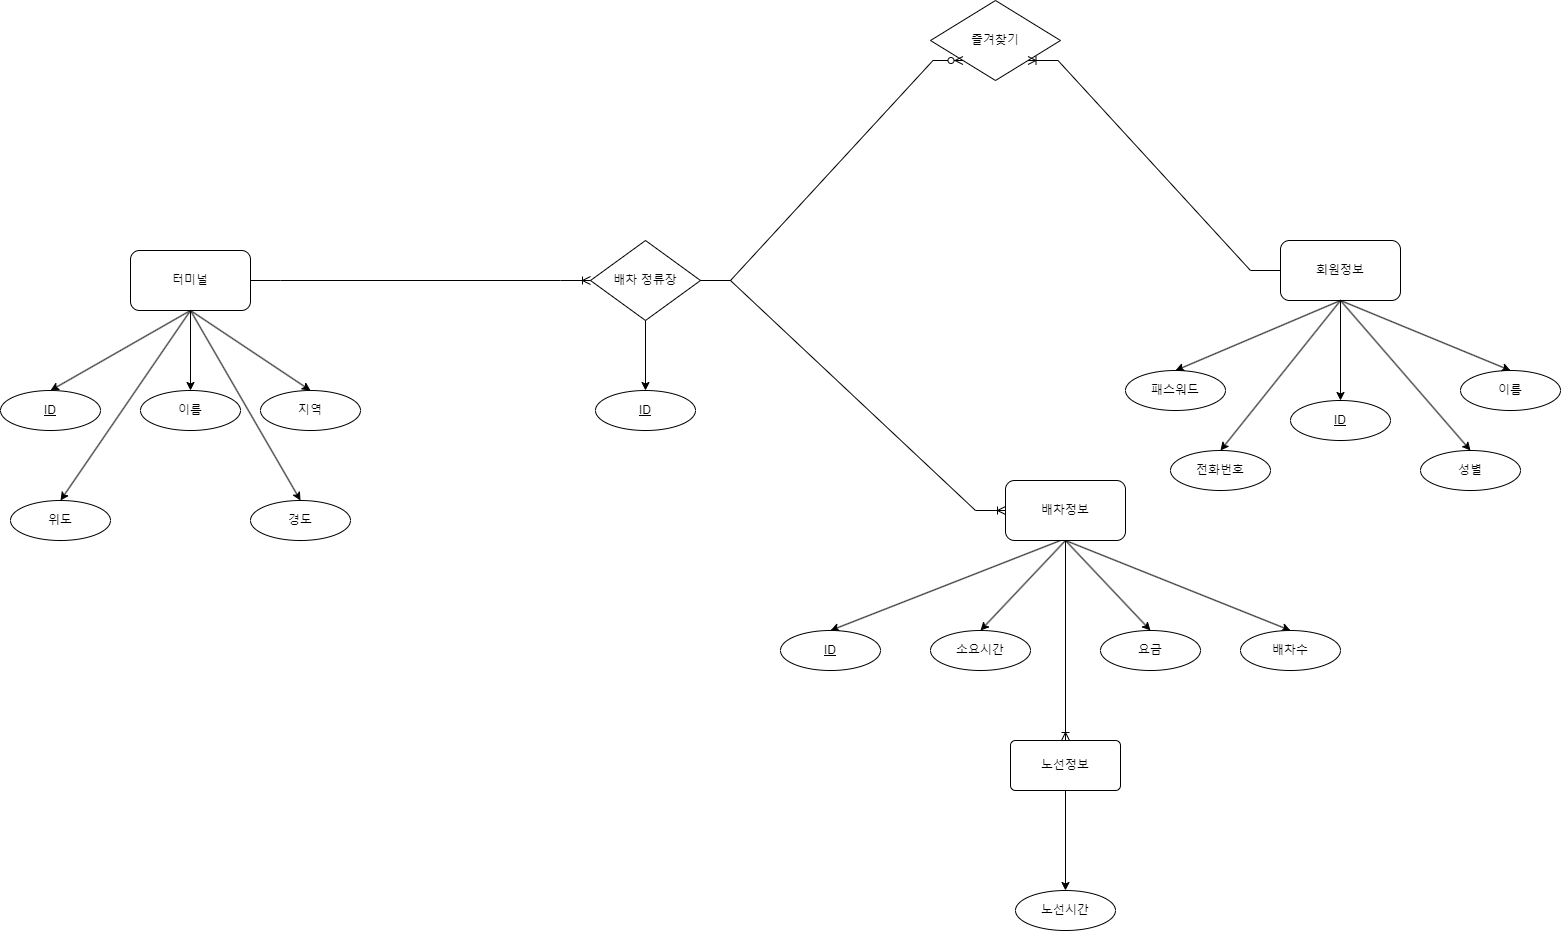 즐겨찾기
터미널
배차 정류장
회원정보
ID
이름
지역
ID
패스워드
ID
이름
위도
경도
전화번호
성별
배차정보
ID
소요시간
요금
배차수
노선정보
노선시간